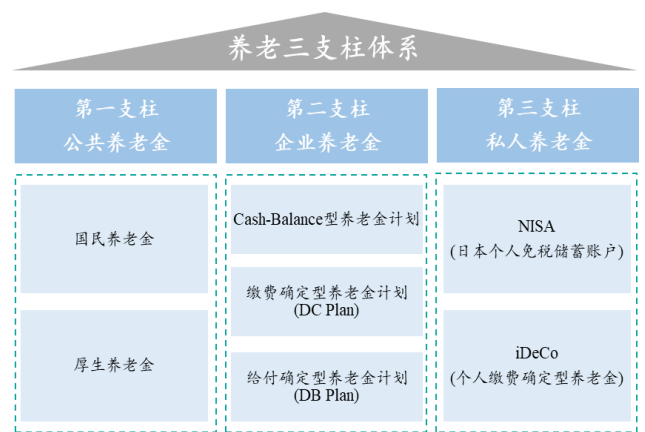 养老三支柱体系
第一支柱
公共养老金
国民养老金
厚生养老金
第二支柱
企业养老金
Cash-Balance型养老金计划
缴费确定型养老金计划
(DC Plan)
给付确定型养老金计划
(DB Plan)
第三支柱
私人养老金
NISA
(日本个人免税储蓄账户)
iDeCo
(个人缴费确定型养老金)